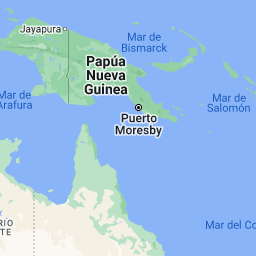 Jayapura
Mar de
Bismarck
Papúa
Nueva
Guinea
Mar de
Arafura
Mar de
Salomón
Puerto
Moresby
Mar del Co
RIO
TE